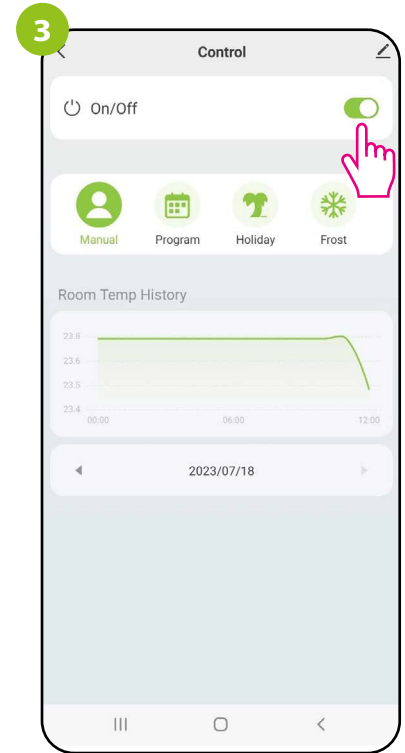 3
Control
On/Off
Manual Program Holiday Frost
Room Temp History
23.8
23.6
23.5
23.4
00:00 06:00 12:00
2023/07/18